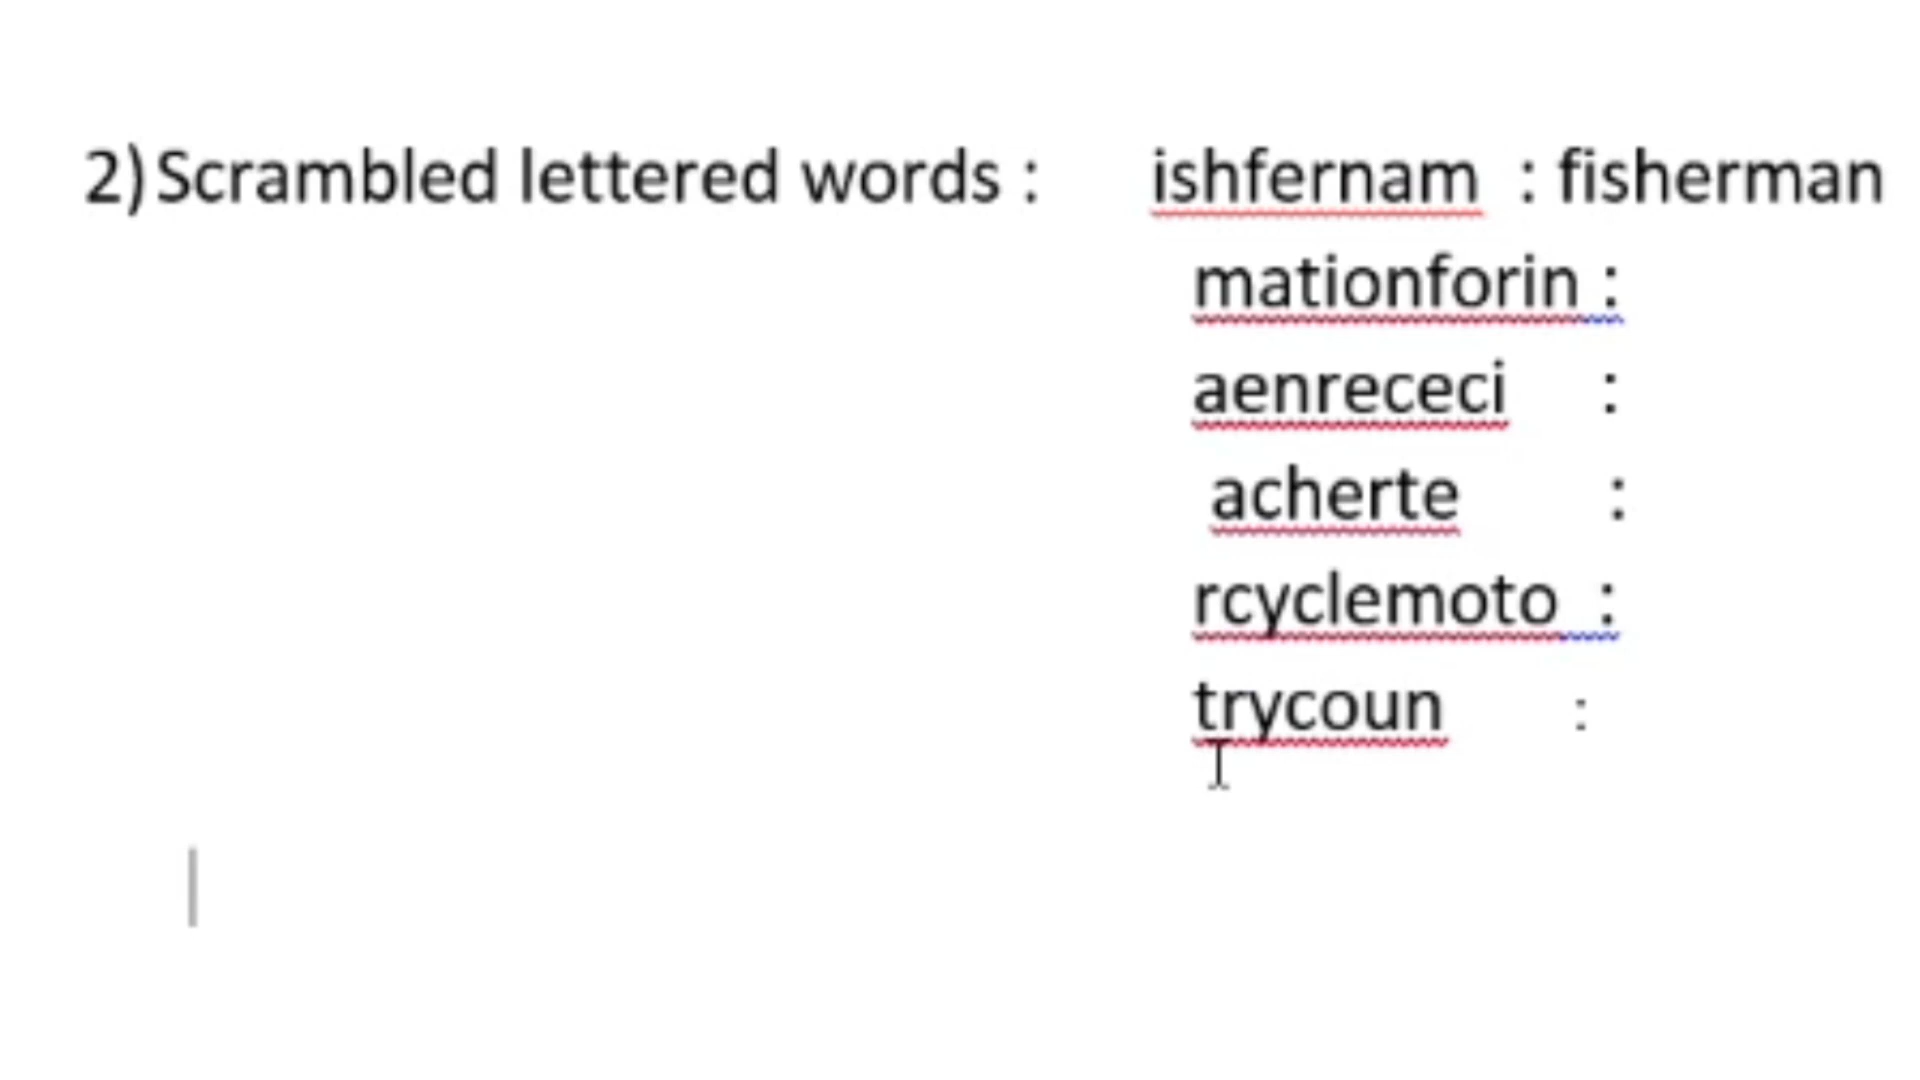 2) Scrambled lettered words : ishfernam : fisherman
mationforin :
aenrececi :
acherte :
rcyclemoto :
trycoun :